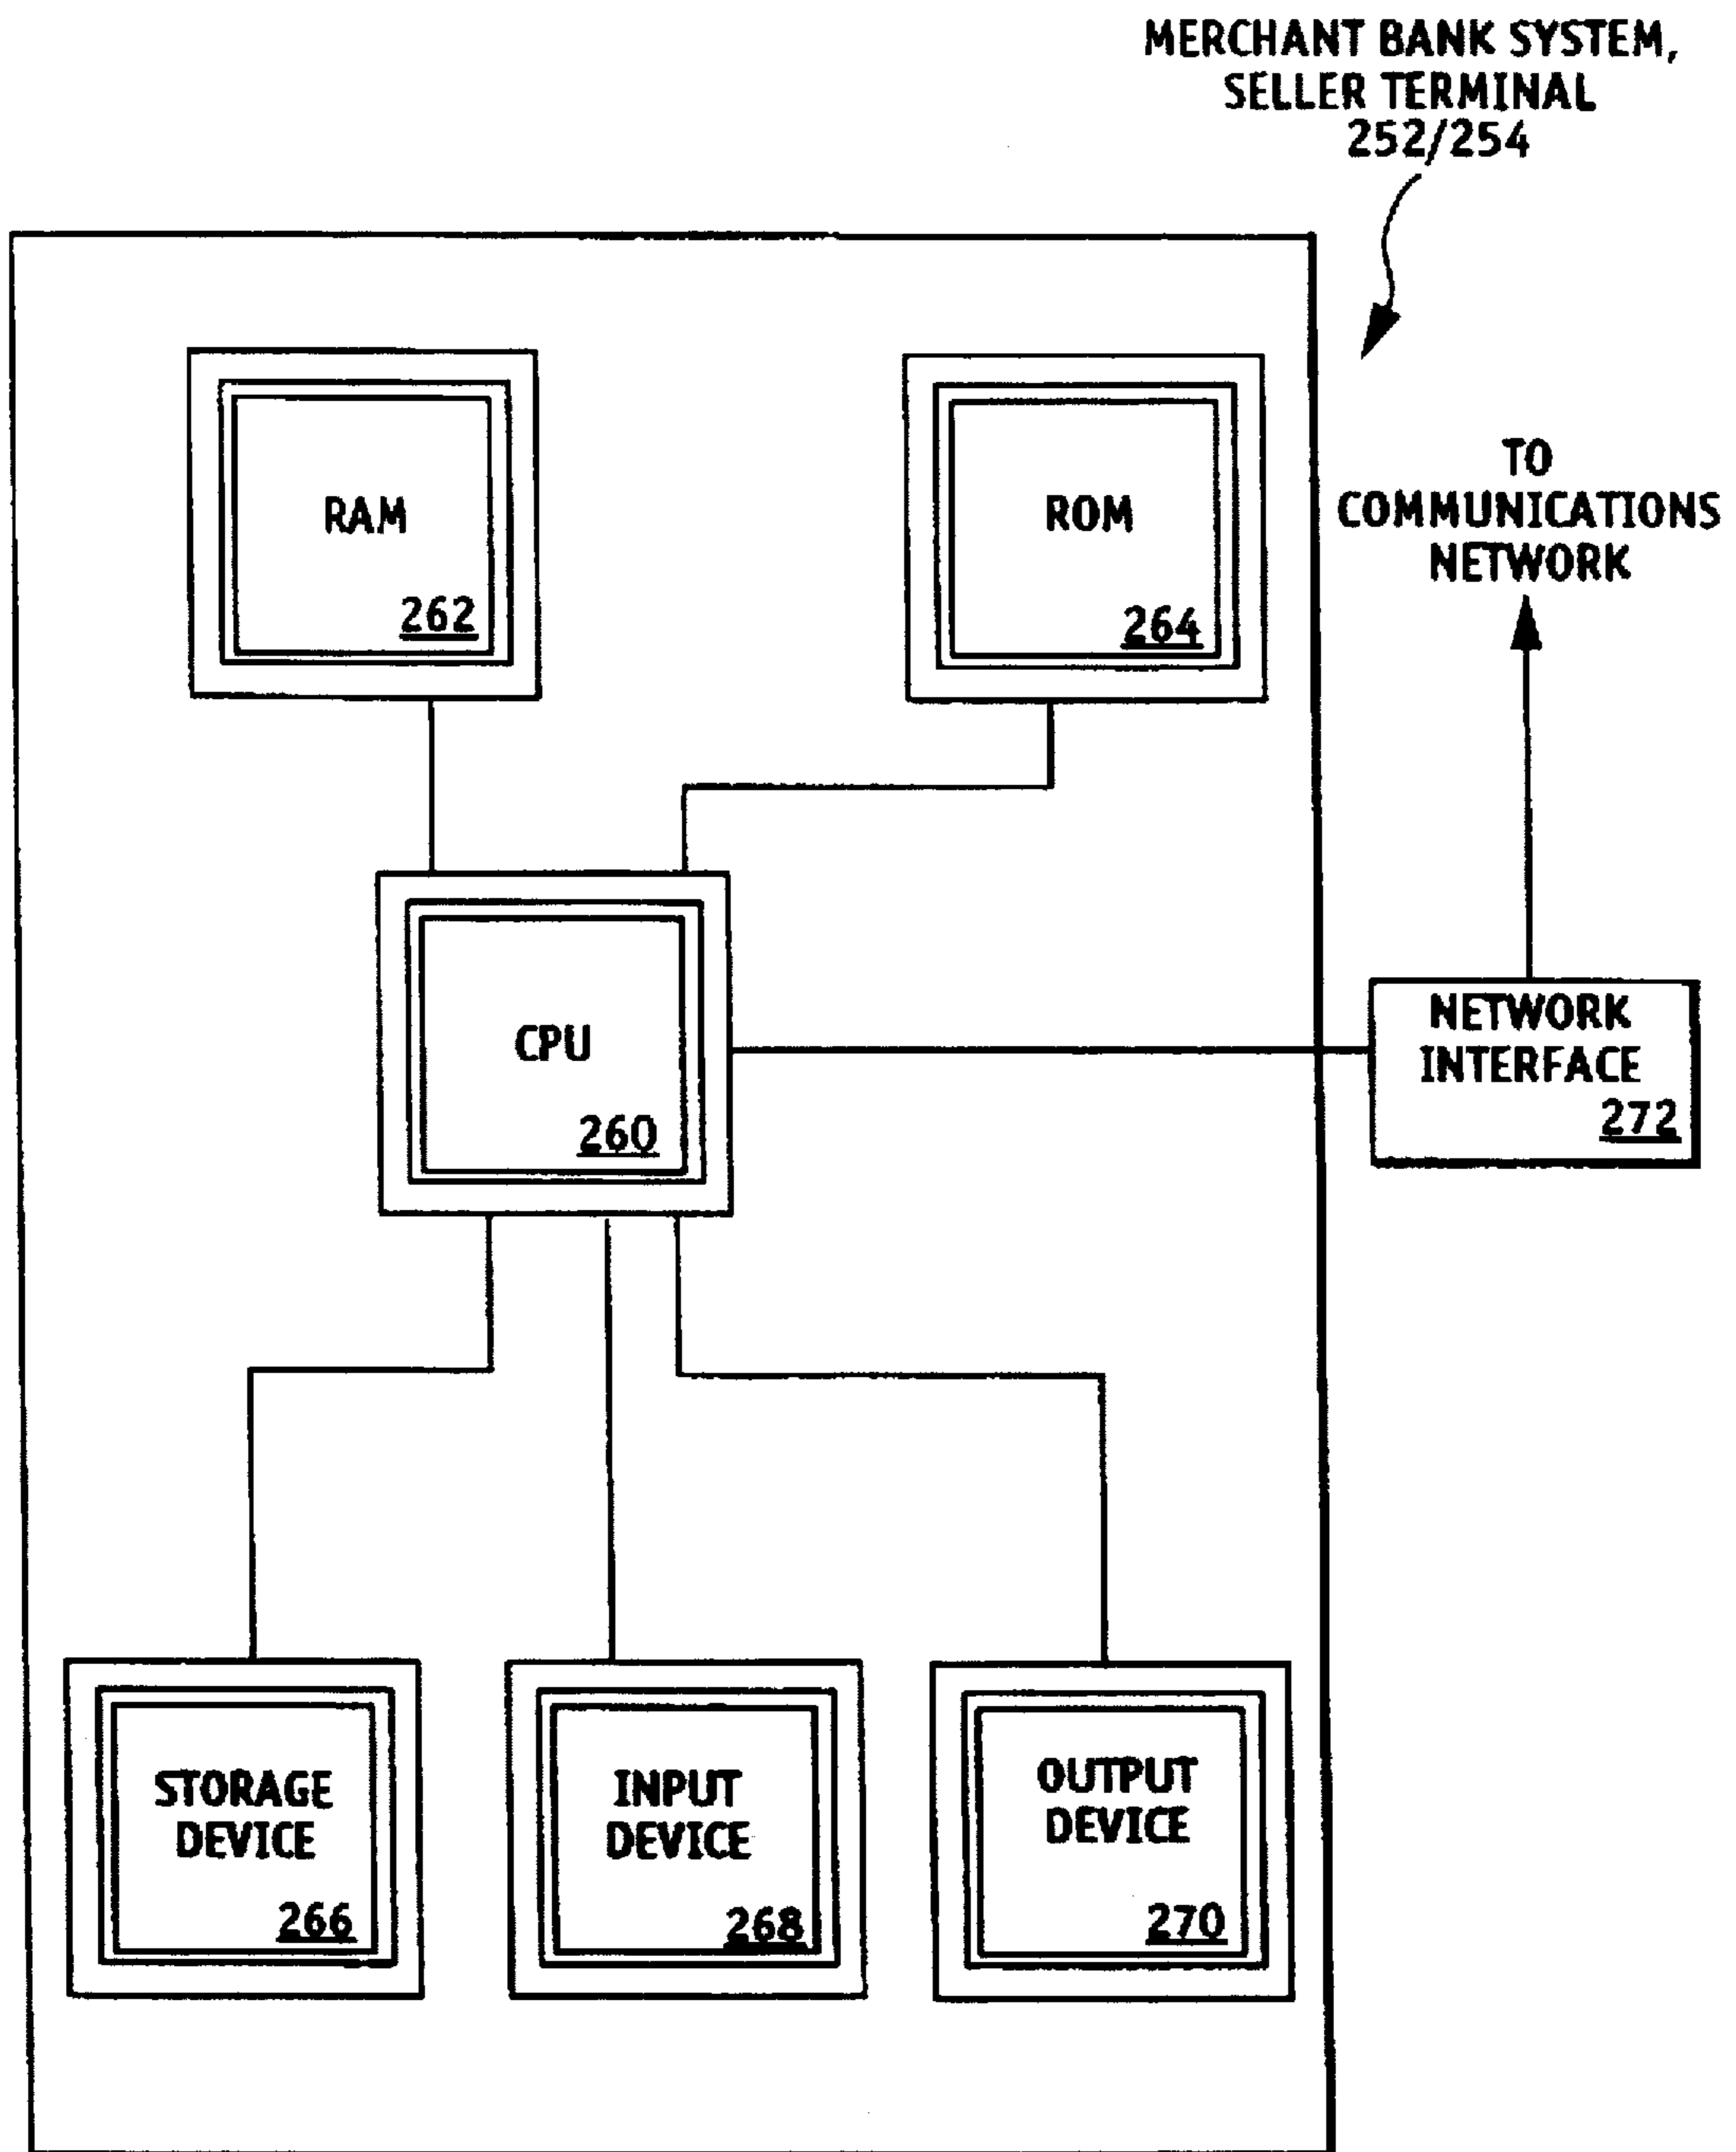 MERCHANT BANK SYSTEM,
SELLER TERMINAL
252/254
RAM
262
ROM
264
TO
COMMUNICATIONS
NETWORK
CPU
260
NETWORK
INTERFACE
272
STORAGE
DEVICE
266
INPUT
DEVICE
268
OUTPUT
DEVICE
270